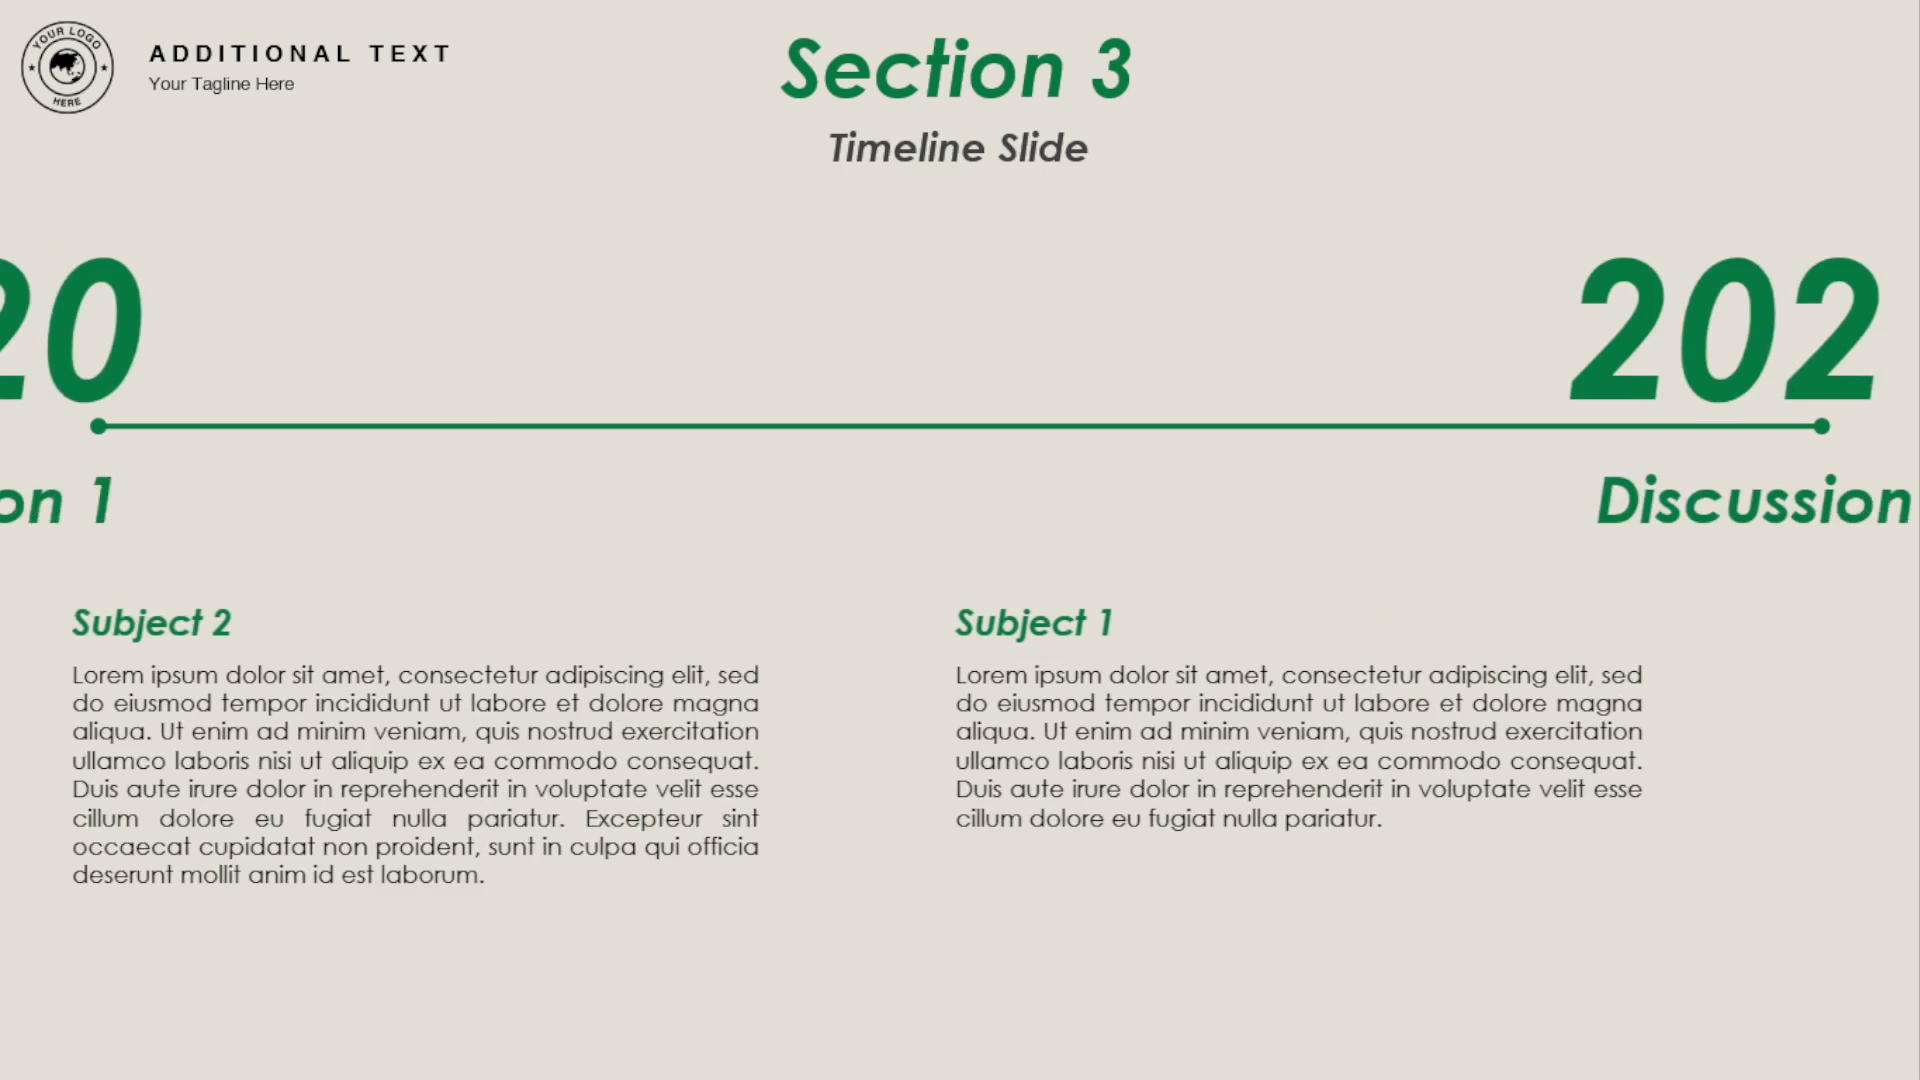 YOUR LOGO
HERE
ADDITIONAL TEXT
Your Tagline Here
Section 3
Timeline Slide
20
202
on 1
Discussion
Subject 2
Lorem ipsum dolor sit amet, consectetur adipiscing elit, sed
do eiusmod tempor incididunt ut labore et dolore magna
aliqua. Ut enim ad minim veniam, quis nostrud exercitation
ullamco laboris nisi ut aliquip ex ea commodo consequat.
Duis aute irure dolor in reprehenderit in voluptate velit esse
cillum dolore eu fugiat nulla pariatur. Excepteur sint
occaecat cupidatat non proident, sunt in culpa qui officia
deserunt mollit anim id est laborum.
Subject 1
Lorem ipsum dolor sit amet, consectetur adipiscing elit, sed
do eiusmod tempor incididunt ut labore et dolore magna
aliqua. Ut enim ad minim veniam, quis nostrud exercitation
ullamco laboris nisi ut aliquip ex ea commodo consequat.
Duis aute irure dolor in reprehenderit in voluptate velit esse
cillum dolore eu fugiat nulla pariatur.